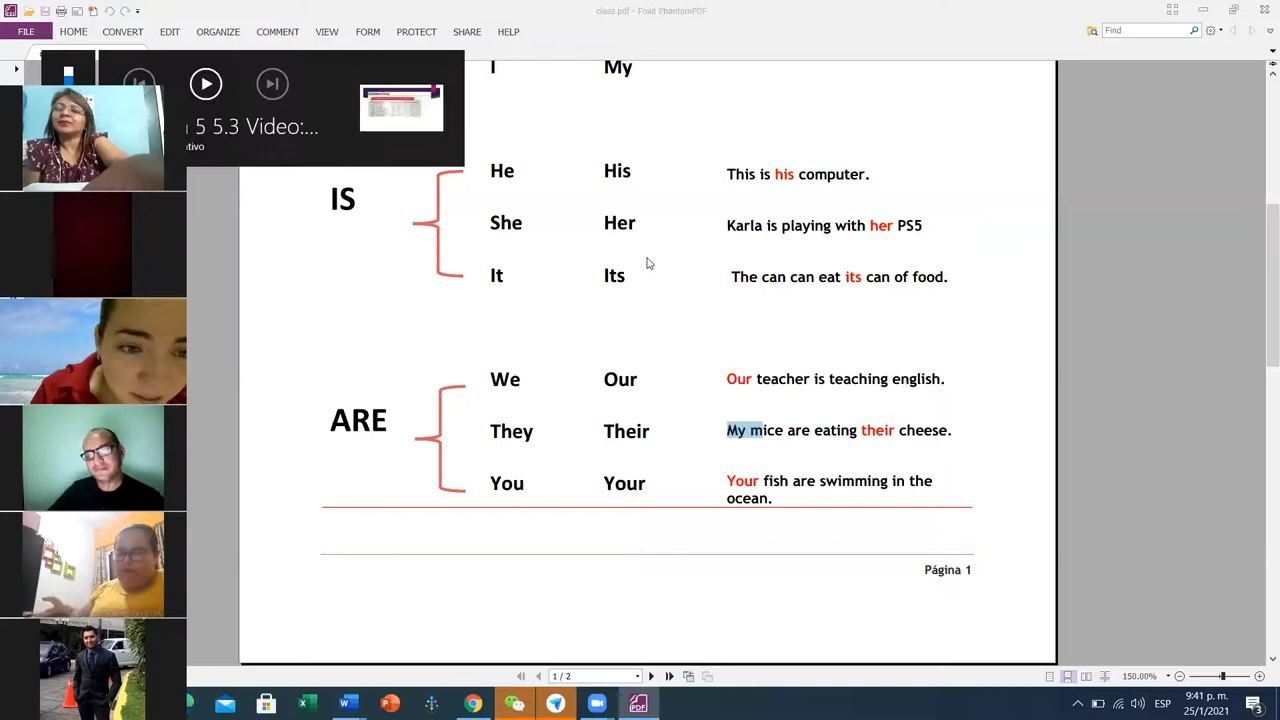 class.pdf - Foxit PhantomPDF
FILE HOME CONVERT EDIT ORGANIZE COMMENT VIEW FORM PROTECT SHARE HELP
Find
I My
5 5.3 Video:...
ativo
IS
He His This is his computer.
She Her Karla is playing with her PS5
It Its The can can eat its can of food.
ARE
We Our Our teacher is teaching english.
They Their My mice are eating their cheese.
You Your Your fish are swimming in the
ocean.
Página 1
1 / 2
150.00%
ESP
9:41 p. m.
25/1/2021